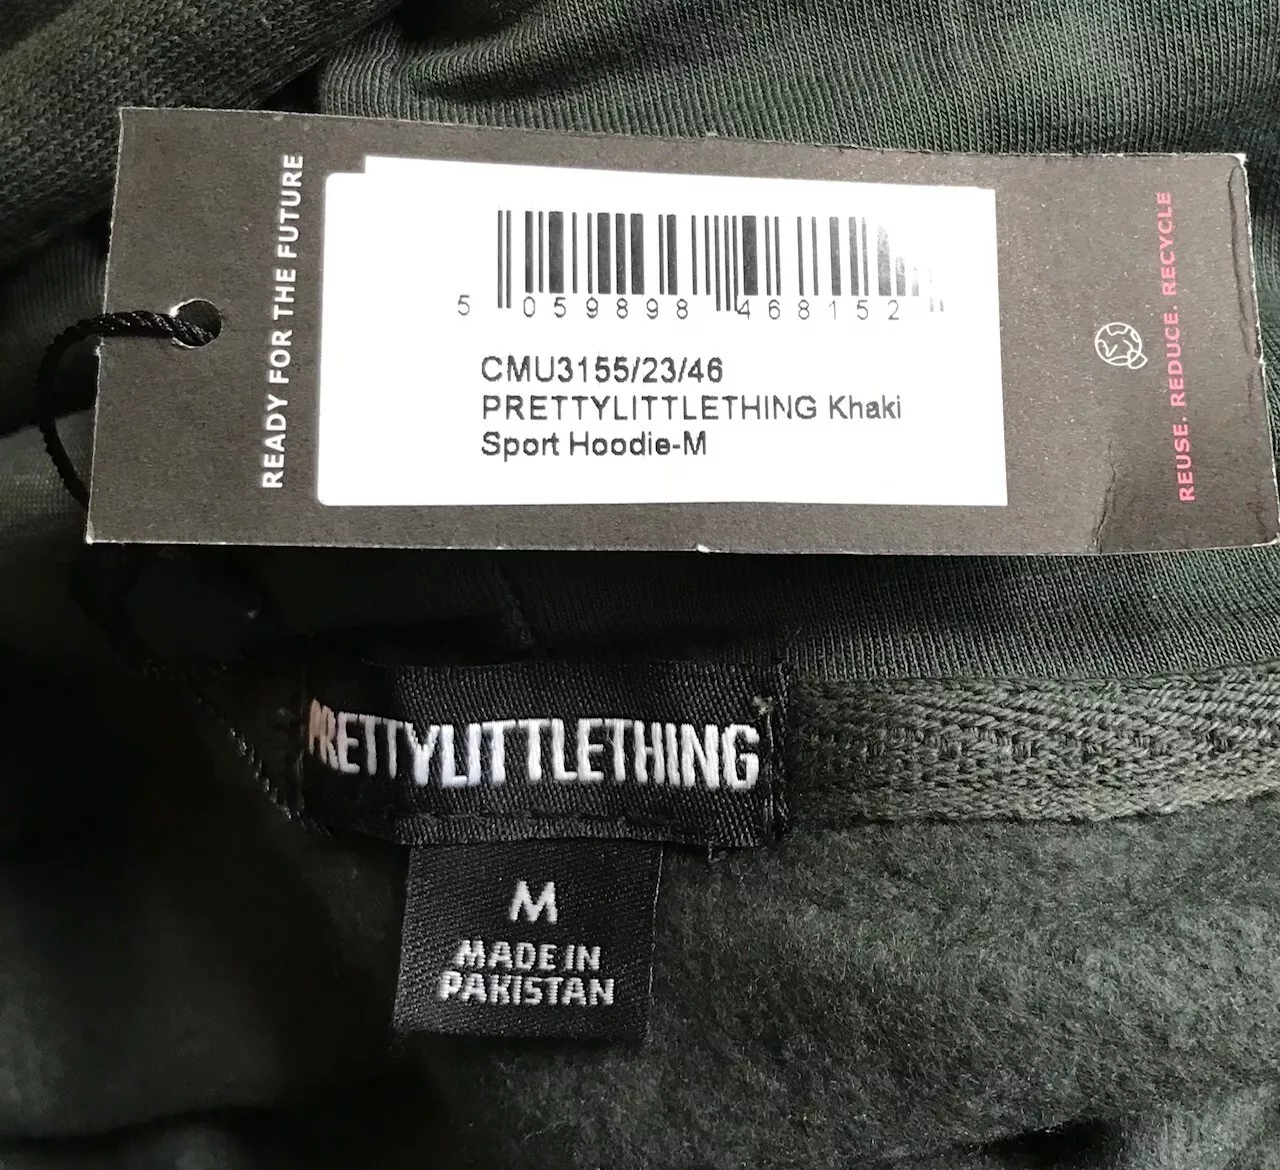 READY FOR THE FUTURE
5 059898 468152
CMU3155/23/46
PRETTYLITTLETHING Khaki
Sport Hoodie-M
REUSE. REDUCE. RECYCLE
PRETTYLITTLETHING
M
MADE IN
PAKISTAN